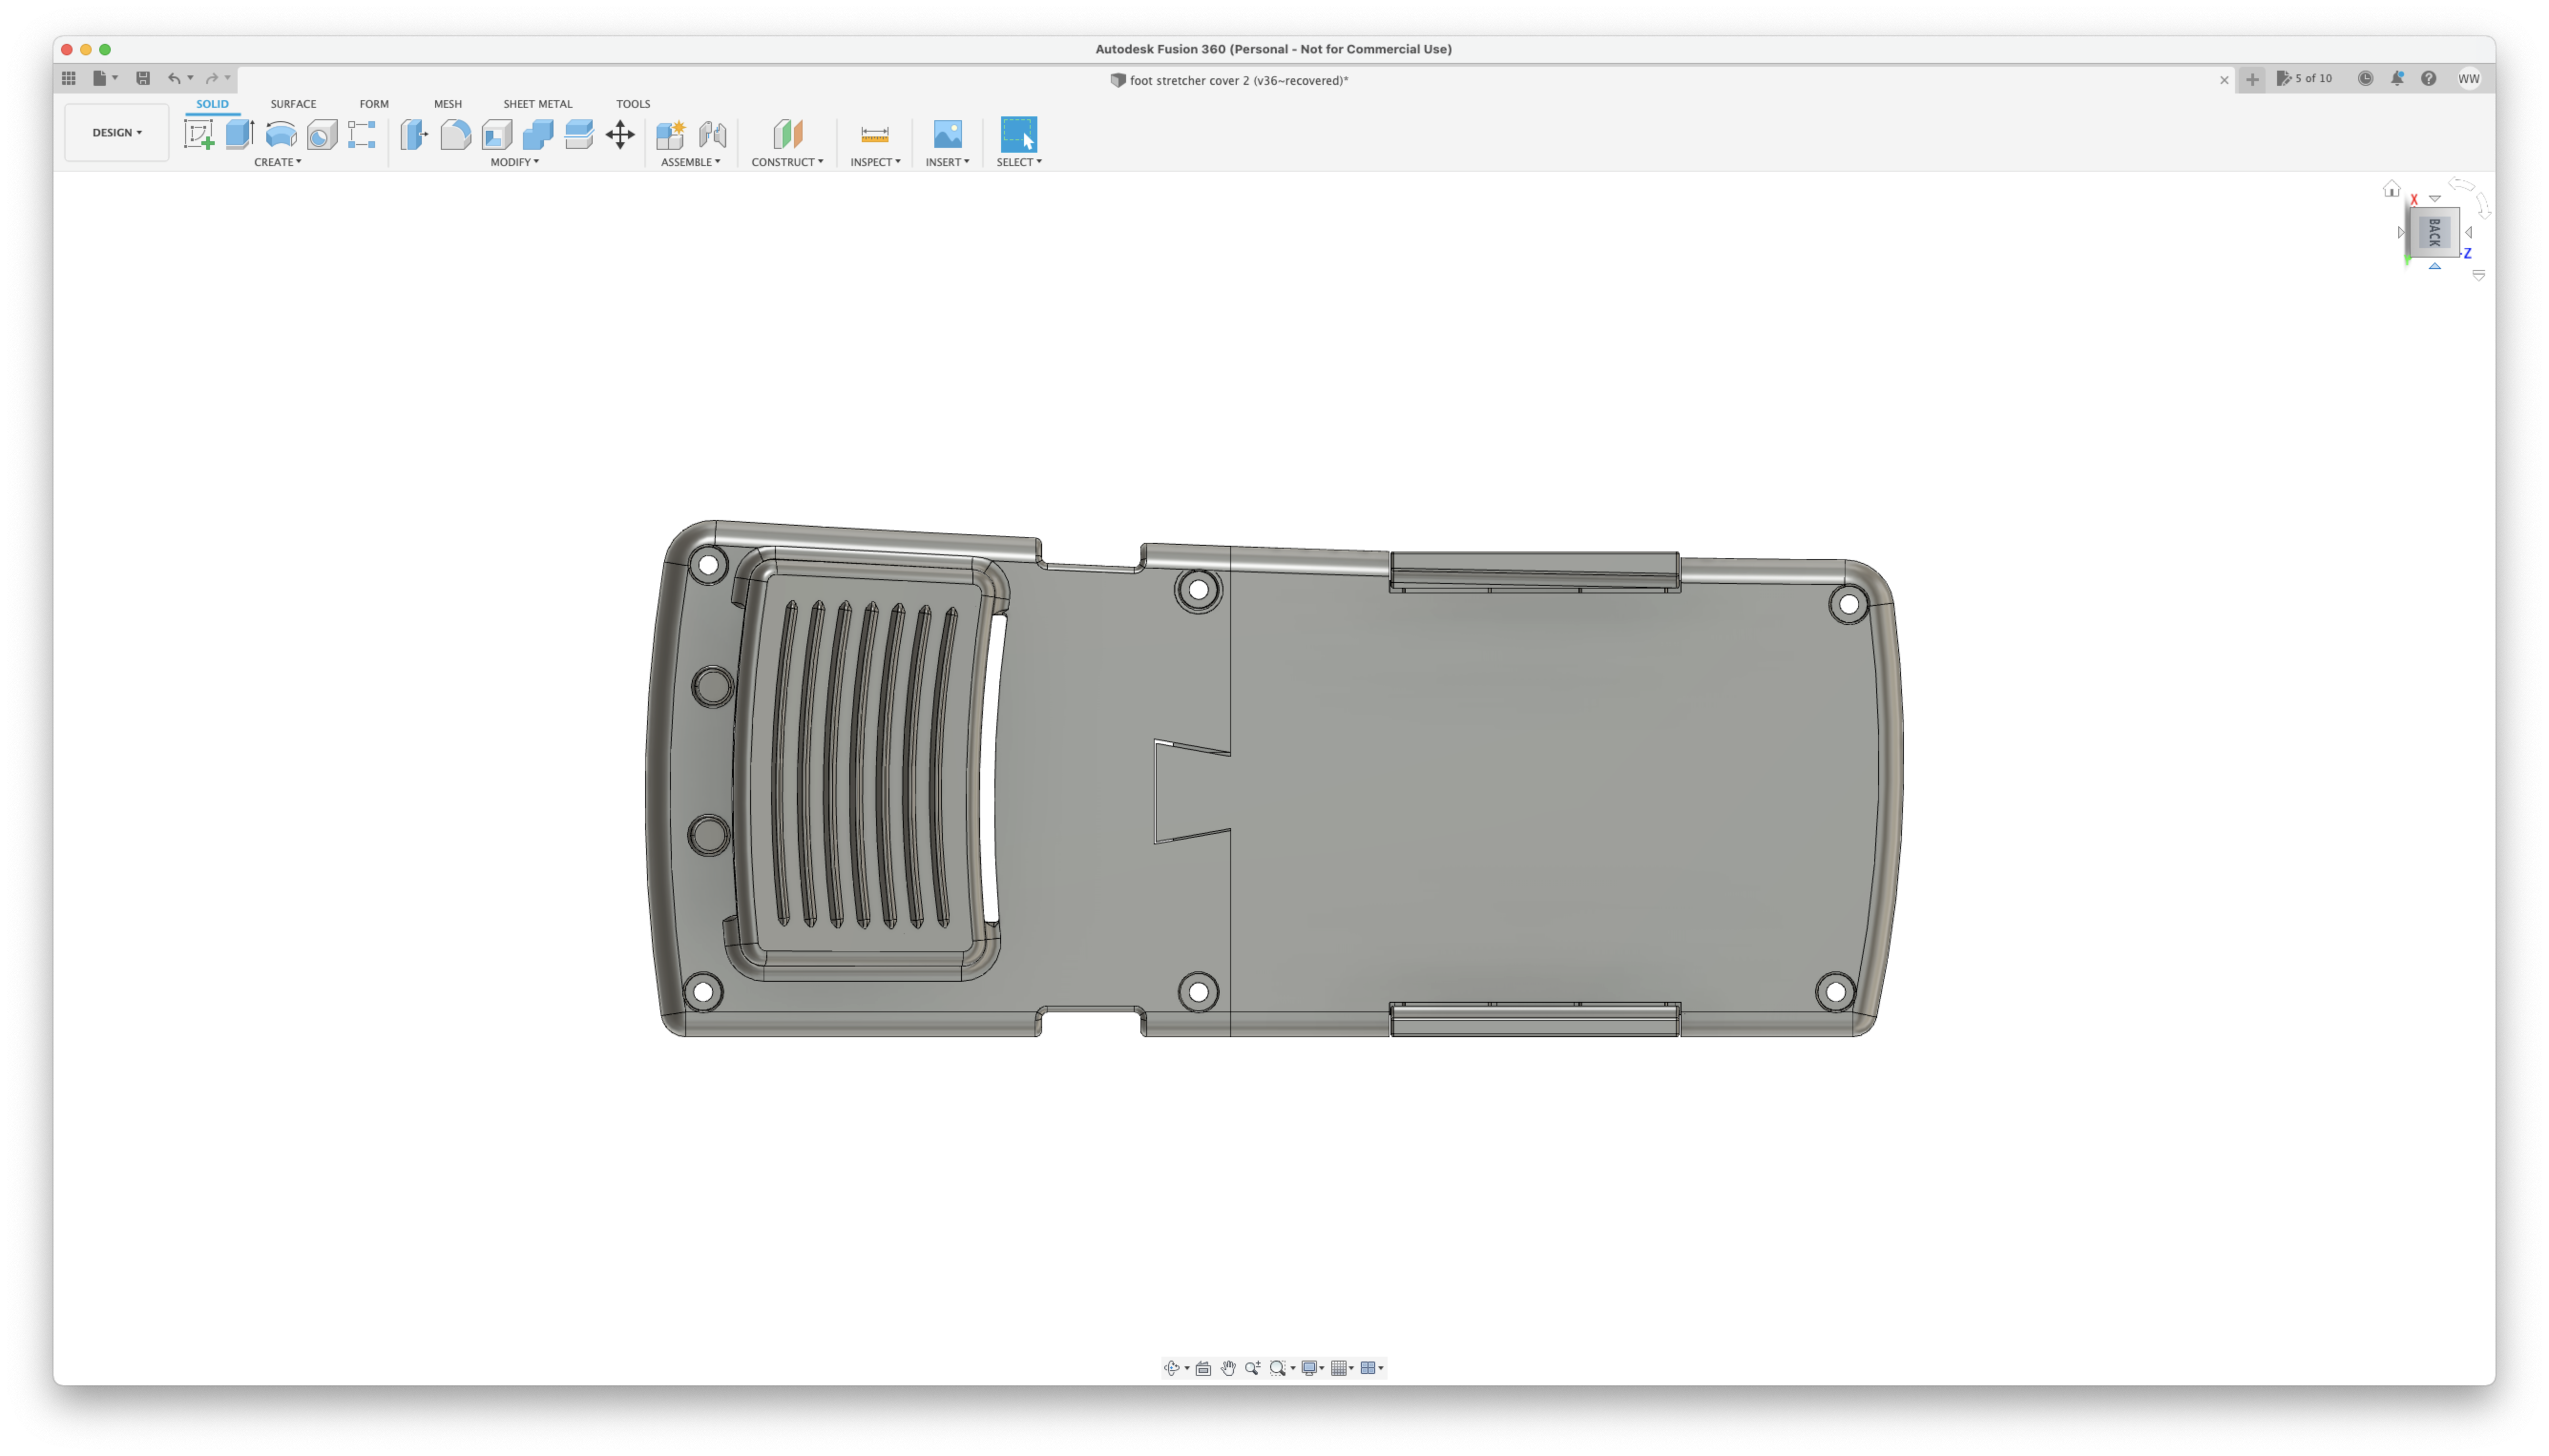 Autodesk Fusion 360 (Personal - Not for Commercial Use)
foot stretcher cover 2 (v36~recovered)*
5 of 10
WW
DESIGN
SOLID
SURFACE
FORM
MESH
SHEET METAL
TOOLS
CREATE
MODIFY
ASSEMBLE
CONSTRUCT
INSPECT
INSERT
SELECT
X
BACK
Z